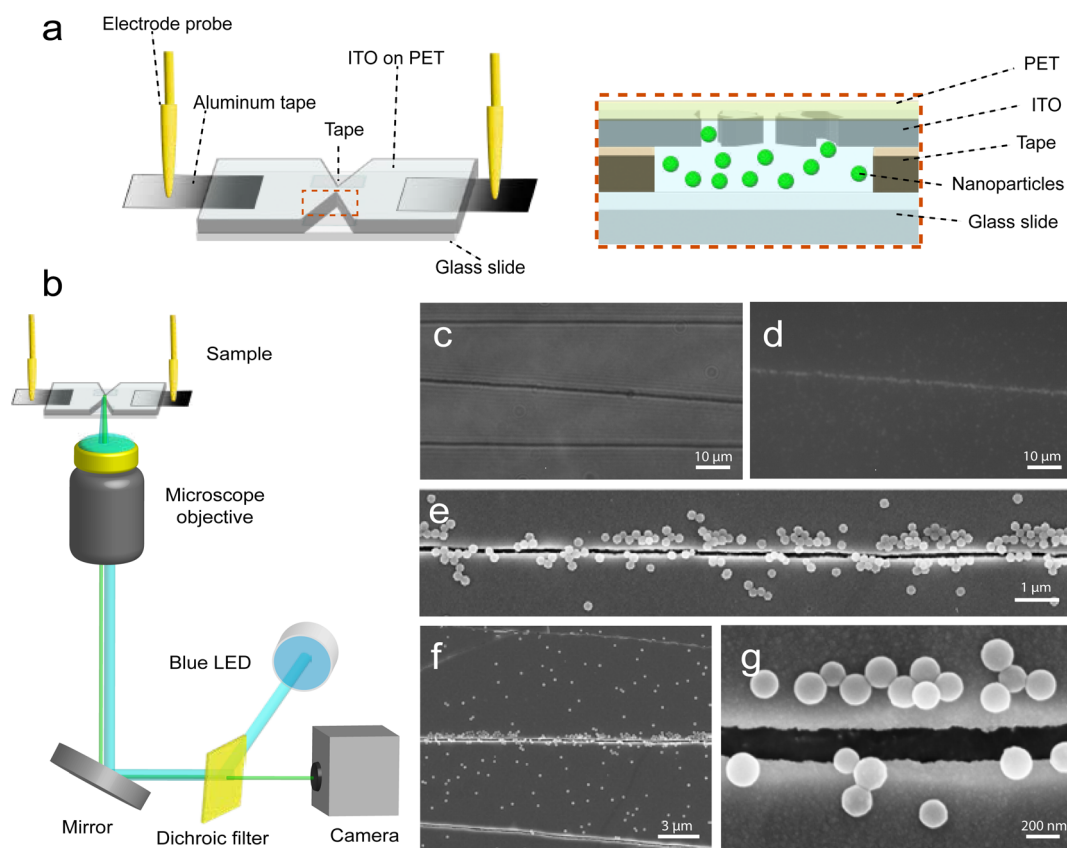 a
Electrode probe
ITO on PET
Aluminum tape
Tape
Glass slide
PET
ITO
Tape
Nanoparticles
Glass slide
b
Sample
Microscope
objective
Blue LED
Mirror
Dichroic filter
Camera
c
10 µm
d
10 µm
e
1 µm
f
3 µm
g
200 nm